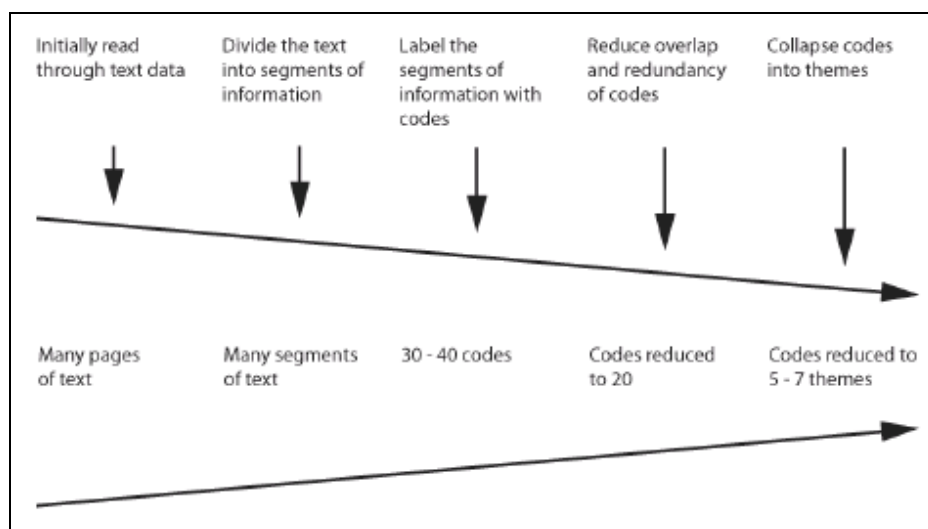 Initially read
through text data
Divide the text
into segments of
information
Label the
segments of
information with
codes
Reduce overlap
and redundancy
of codes
Collapse codes
into themes
Many pages
of text
Many segments
of text
30 - 40 codes
Codes reduced
to 20
Codes reduced to
5 - 7 themes